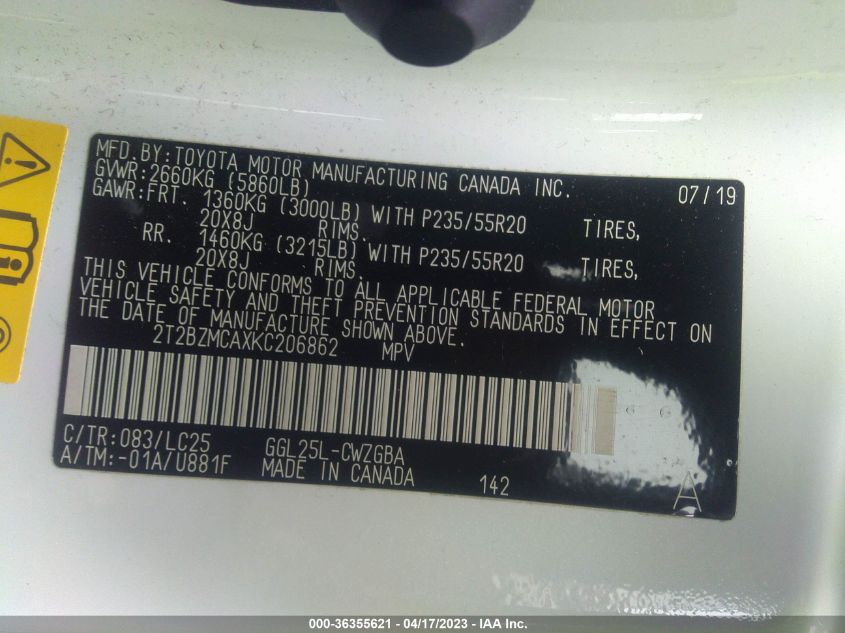 MFD. BY: TOYOTA MOTOR MANUFACTURING CANADA INC. 07/19
GVWR: 2660KG (5860LB)
GAWR: FRT. 1360KG (3000LB) WITH P235/55R20 TIRES,
20X8J RIMS.
RR. 1460KG (3215LB) WITH P235/55R20 TIRES,
20X8J RIMS.
THIS VEHICLE CONFORMS TO ALL APPLICABLE FEDERAL MOTOR
VEHICLE SAFETY AND THEFT PREVENTION STANDARDS IN EFFECT ON
THE DATE OF MANUFACTURE SHOWN ABOVE.
2T2BZMCAXKC206862 MPV
C/TR: 083/LC25 GGL25L-CWZGBA
A/TM: -01A/U881F MADE IN CANADA 142
A
000-36355621 - 04/17/2023 - IAA Inc.